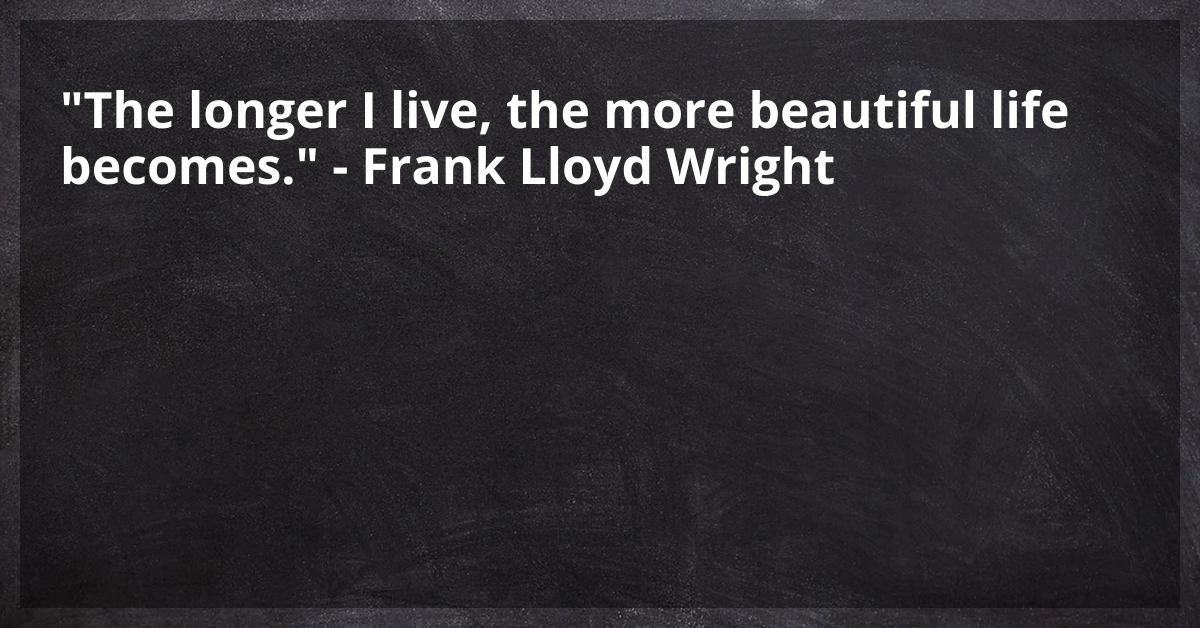 "The longer I live, the more beautiful life
becomes." - Frank Lloyd Wright